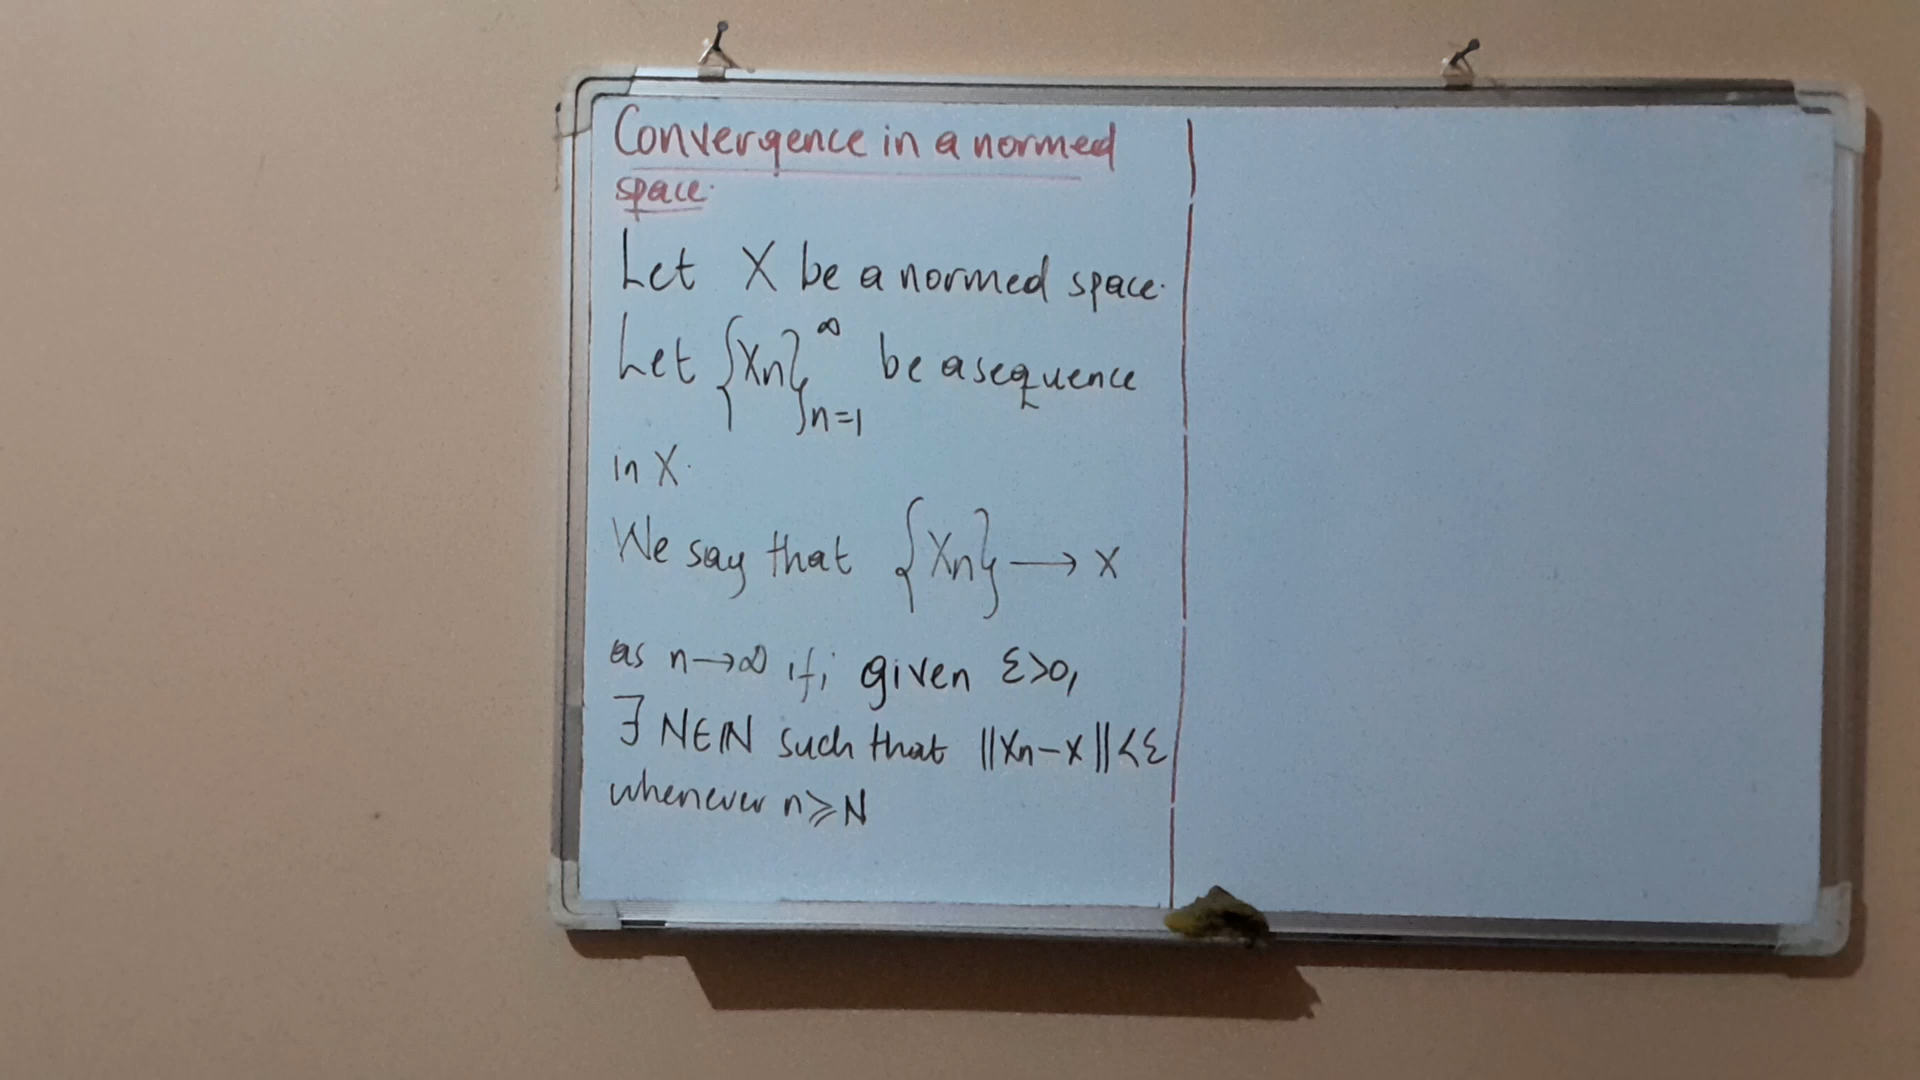 Convergence in a normed
space.
Let X be a normed space.
Let {Xn}∞n=1 be a sequence
in X.
We say that {Xn} ⟶ x
as n→∞ if; given ε>0,
∃ N∈ℕ such that ||Xn-x||<ε
whenever n⩾N